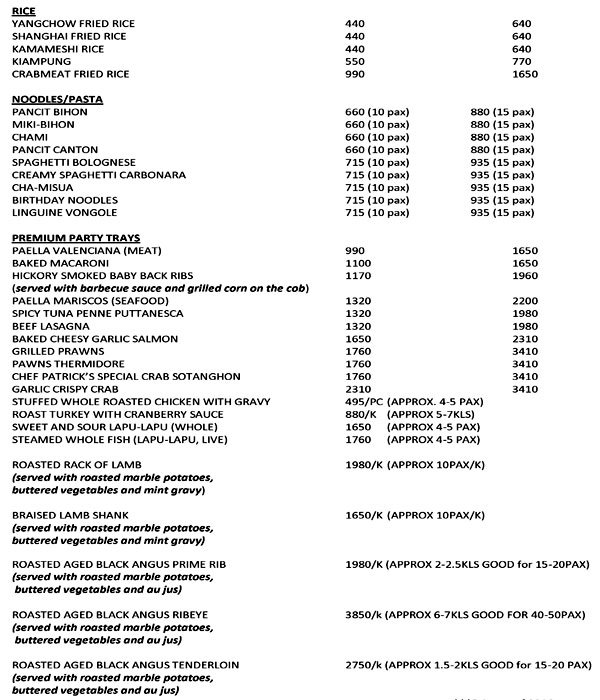 RICE
YANGCHOW FRIED RICE 440 640
SHANGHAI FRIED RICE 440 640
KAMAMESHI RICE 440 640
KIAMPUNG 550 770
CRABMEAT FRIED RICE 990 1650
NOODLES/PASTA
PANCIT BIHON 660 (10 pax) 880 (15 pax)
MIKI-BIHON 660 (10 pax) 880 (15 pax)
CHAMI 660 (10 pax) 880 (15 pax)
PANCIT CANTON 660 (10 pax) 880 (15 pax)
SPAGHETTI BOLOGNESE 715 (10 pax) 935 (15 pax)
CREAMY SPAGHETTI CARBONARA 715 (10 pax) 935 (15 pax)
CHA-MISUA 715 (10 pax) 935 (15 pax)
BIRTHDAY NOODLES 715 (10 pax) 935 (15 pax)
LINGUINE VONGOLE 715 (10 pax) 935 (15 pax)
PREMIUM PARTY TRAYS
PAELLA VALENCIANA (MEAT) 990 1650
BAKED MACARONI 1100 1650
HICKORY SMOKED BABY BACK RIBS 1170 1960
(served with barbecue sauce and grilled corn on the cob)
PAELLA MARISCOS (SEAFOOD) 1320 2200
SPICY TUNA PENNE PUTTANESCA 1320 1980
BEEF LASAGNA 1320 1980
BAKED CHEESY GARLIC SALMON 1650 2310
GRILLED PRAWNS 1760 3410
PAWNS THERMIDORE 1760 3410
CHEF PATRICK'S SPECIAL CRAB SOTANGHON 1760 3410
GARLIC CRISPY CRAB 2310 3410
STUFFED WHOLE ROASTED CHICKEN WITH GRAVY 495/PC (APPROX. 4-5 PAX)
ROAST TURKEY WITH CRANBERRY SAUCE 880/K (APPROX 5-7KLS)
SWEET AND SOUR LAPU-LAPU (WHOLE) 1650 (APPROX 4-5 PAX)
STEAMED WHOLE FISH (LAPU-LAPU, LIVE) 1760 (APPROX 4-5 PAX)
ROASTED RACK OF LAMB 1980/K (APPROX 10PAX/K)
(served with roasted marble potatoes,
buttered vegetables and mint gravy)
BRAISED LAMB SHANK 1650/K (APPROX 10PAX/K)
(served with roasted marble potatoes,
buttered vegetables and mint gravy)
ROASTED AGED BLACK ANGUS PRIME RIB 1980/K (APPROX 2-2.5KLS GOOD for 15-20PAX)
(served with roasted marble potatoes,
buttered vegetables and au jus)
ROASTED AGED BLACK ANGUS RIBEYE 3850/k (APPROX 6-7KLS GOOD FOR 40-50PAX)
(served with roasted marble potatoes,
buttered vegetables and au jus)
ROASTED AGED BLACK ANGUS TENDERLOIN 2750/k (APPROX 1.5-2KLS GOOD for 15-20 PAX)
(served with roasted marble potatoes,
buttered vegetables and au jus)